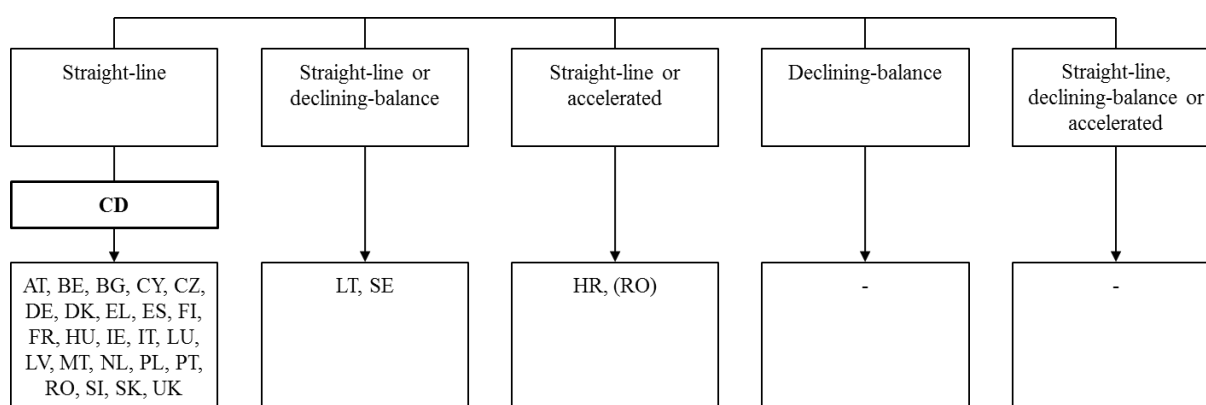 Straight-line
Straight-line or
declining-balance
Straight-line or
accelerated
Declining-balance
Straight-line,
declining-balance or
accelerated
CD
AT, BE, BG, CY, CZ,
DE, DK, EL, ES, FI,
FR, HU, IE, IT, LU,
LV, MT, NL, PL, PT,
RO, SI, SK, UK
LT, SE
HR, (RO)
-
-